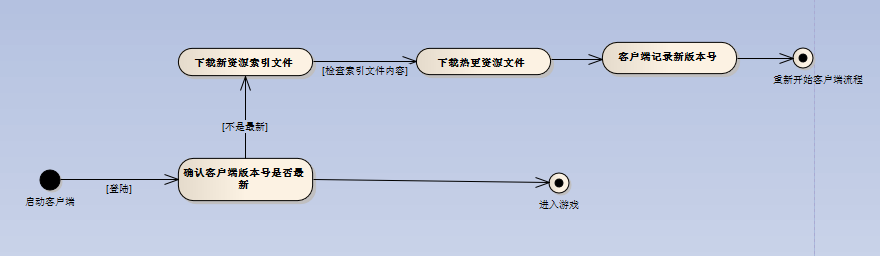 下载新资源索引文件
[检查索引文件内容]
下载热更资源文件
客户端记录新版本号
重新开始客户端流程
[不是最新]
启动客户端
[登陆]
确认客户端版本号是否最
新
进入游戏